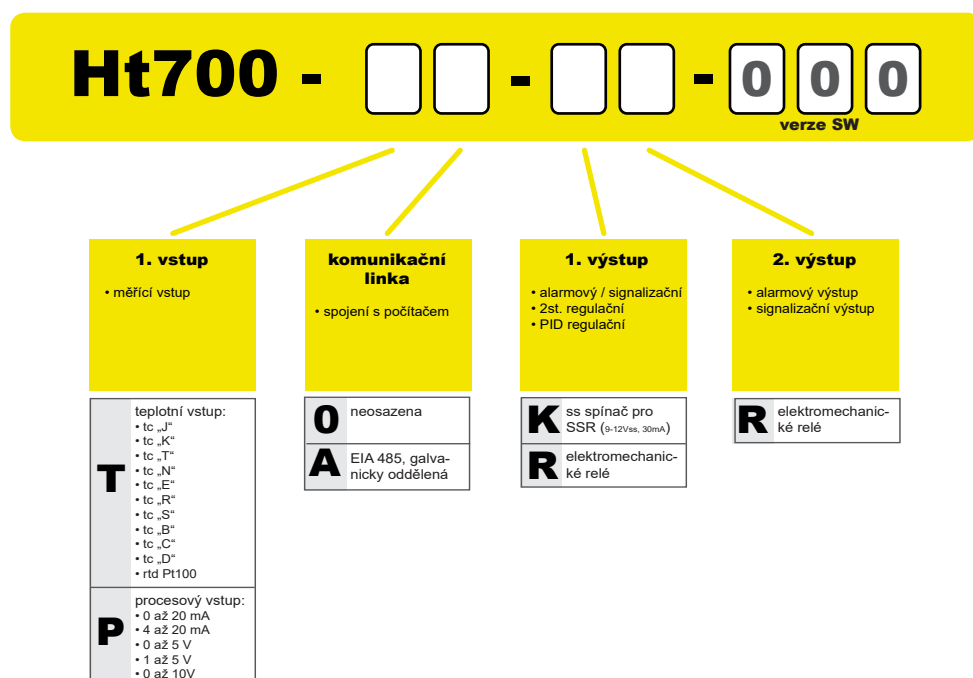 Ht700 - - - 0 0 0
verze SW
1. vstup
• měřící vstup
komunikační
linka
• spojení s počítačem
1. výstup
• alarmový / signalizační
• 2st. regulační
• PID regulační
2. výstup
• alarmový výstup
• signalizační výstup
T
teplotní vstup:
• tc „J“
• tc „K“
• tc „T“
• tc „N“
• tc „E“
• tc „R“
• tc „S“
• tc „B“
• tc „C“
• tc „D“
• rtd Pt100
P
procesový vstup:
• 0 až 20 mA
• 4 až 20 mA
• 0 až 5 V
• 1 až 5 V
• 0 až 10V
0
neosazena
A
EIA 485, galva-
nicky oddělená
K
ss spínač pro
SSR (9-12Vss, 30mA)
R
elektromechanic-
ké relé
R
elektromechanic-
ké relé